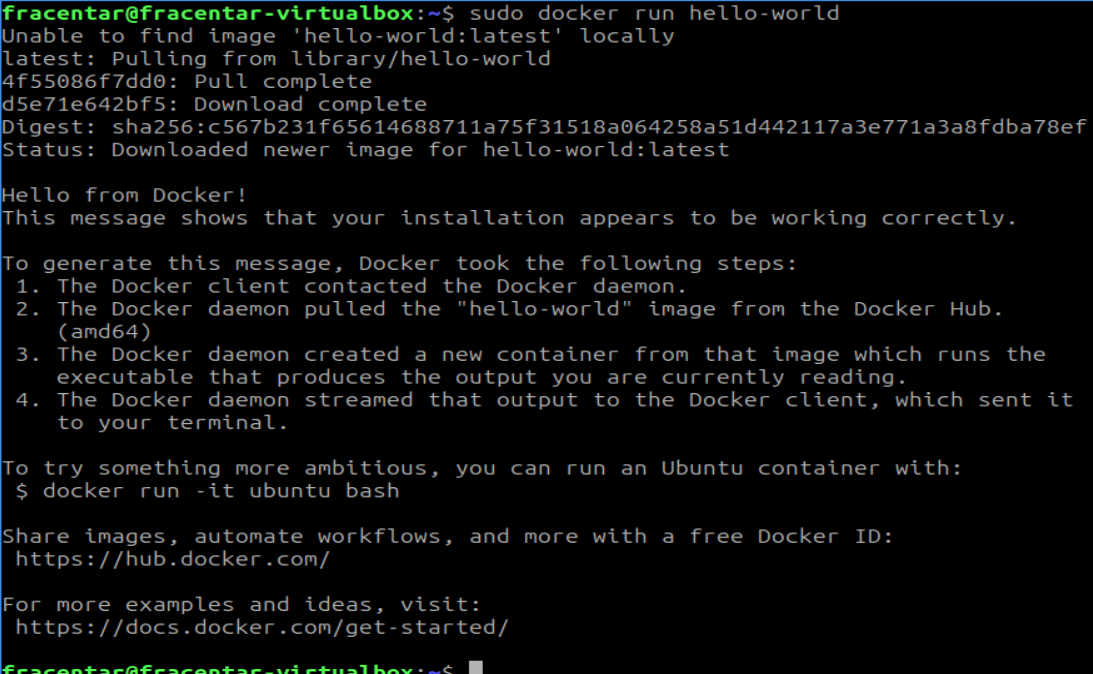 fracentar@fracentar-virtualbox:~$ sudo docker run hello-world
Unable to find image 'hello-world:latest' locally
latest: Pulling from library/hello-world
4f55086f7dd0: Pull complete
d5e71e642bf5: Download complete
Digest: sha256:c567b231f65614688711a75f31518a064258a51d442117a3e771a3a8fdba78ef
Status: Downloaded newer image for hello-world:latest

Hello from Docker!
This message shows that your installation appears to be working correctly.

To generate this message, Docker took the following steps:
 1. The Docker client contacted the Docker daemon.
 2. The Docker daemon pulled the "hello-world" image from the Docker Hub.
    (amd64)
 3. The Docker daemon created a new container from that image which runs the
    executable that produces the output you are currently reading.
 4. The Docker daemon streamed that output to the Docker client, which sent it
    to your terminal.

To try something more ambitious, you can run an Ubuntu container with:
 $ docker run -it ubuntu bash

Share images, automate workflows, and more with a free Docker ID:
 https://hub.docker.com/

For more examples and ideas, visit:
 https://docs.docker.com/get-started/

fracentar@fracentar-virtualbox:~$